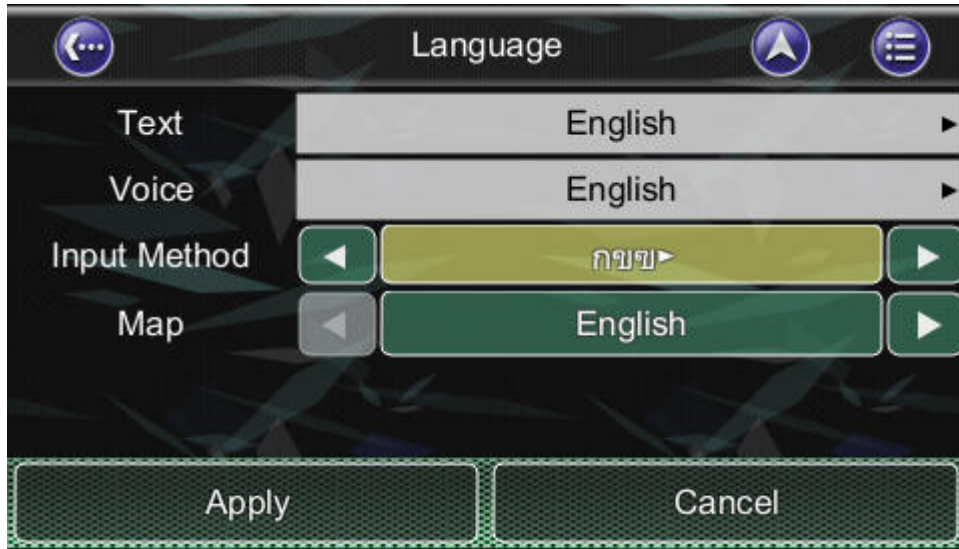 Language
Text English
Voice English
Input Method กขฃ
Map English
Apply Cancel